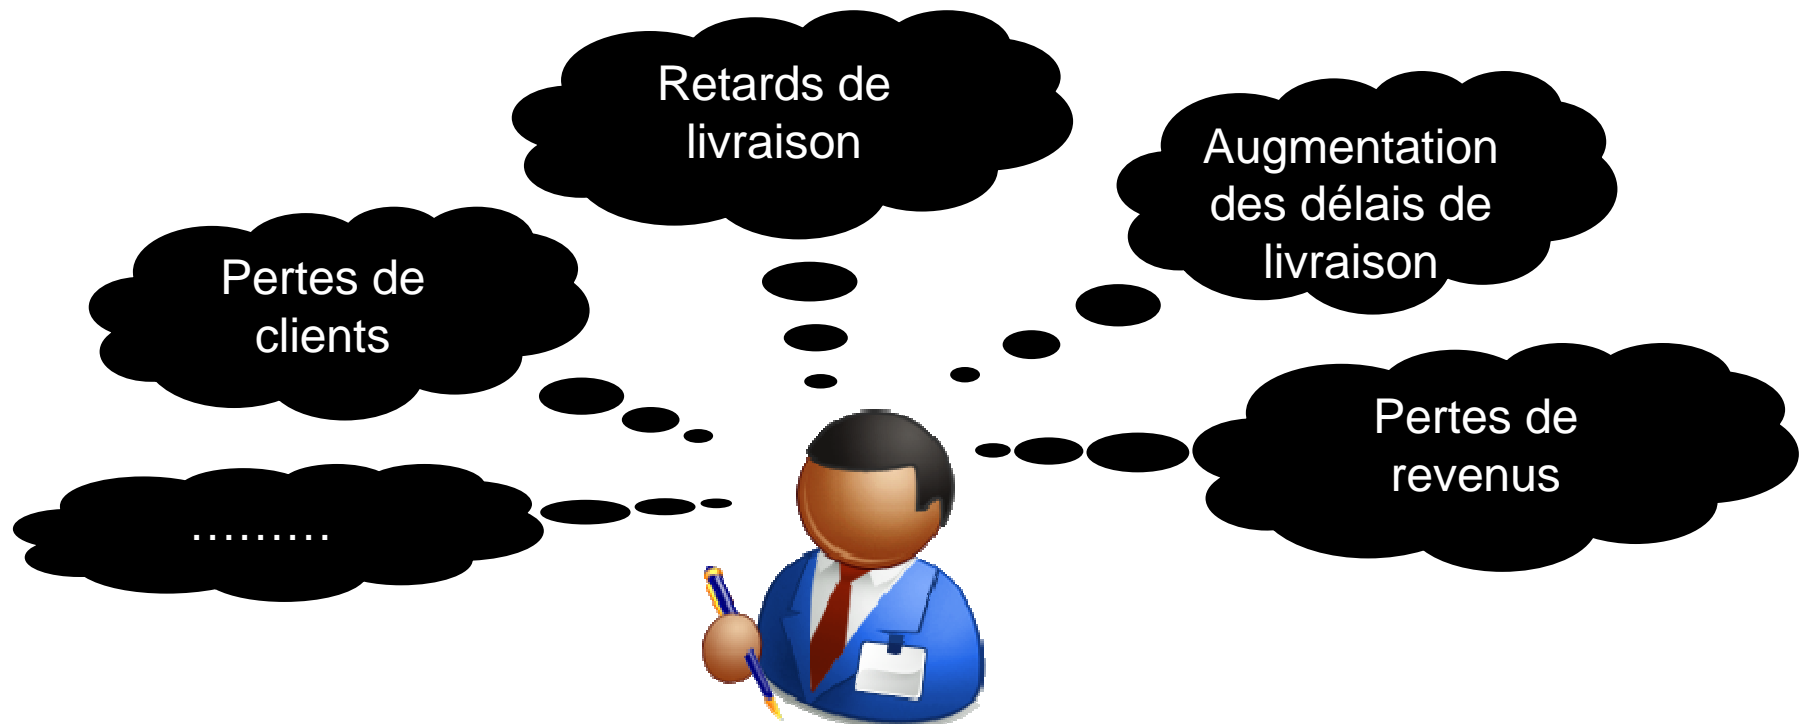 Retards de
livraison
Augmentation
des délais de
livraison
Pertes de
clients
Pertes de
revenus
………